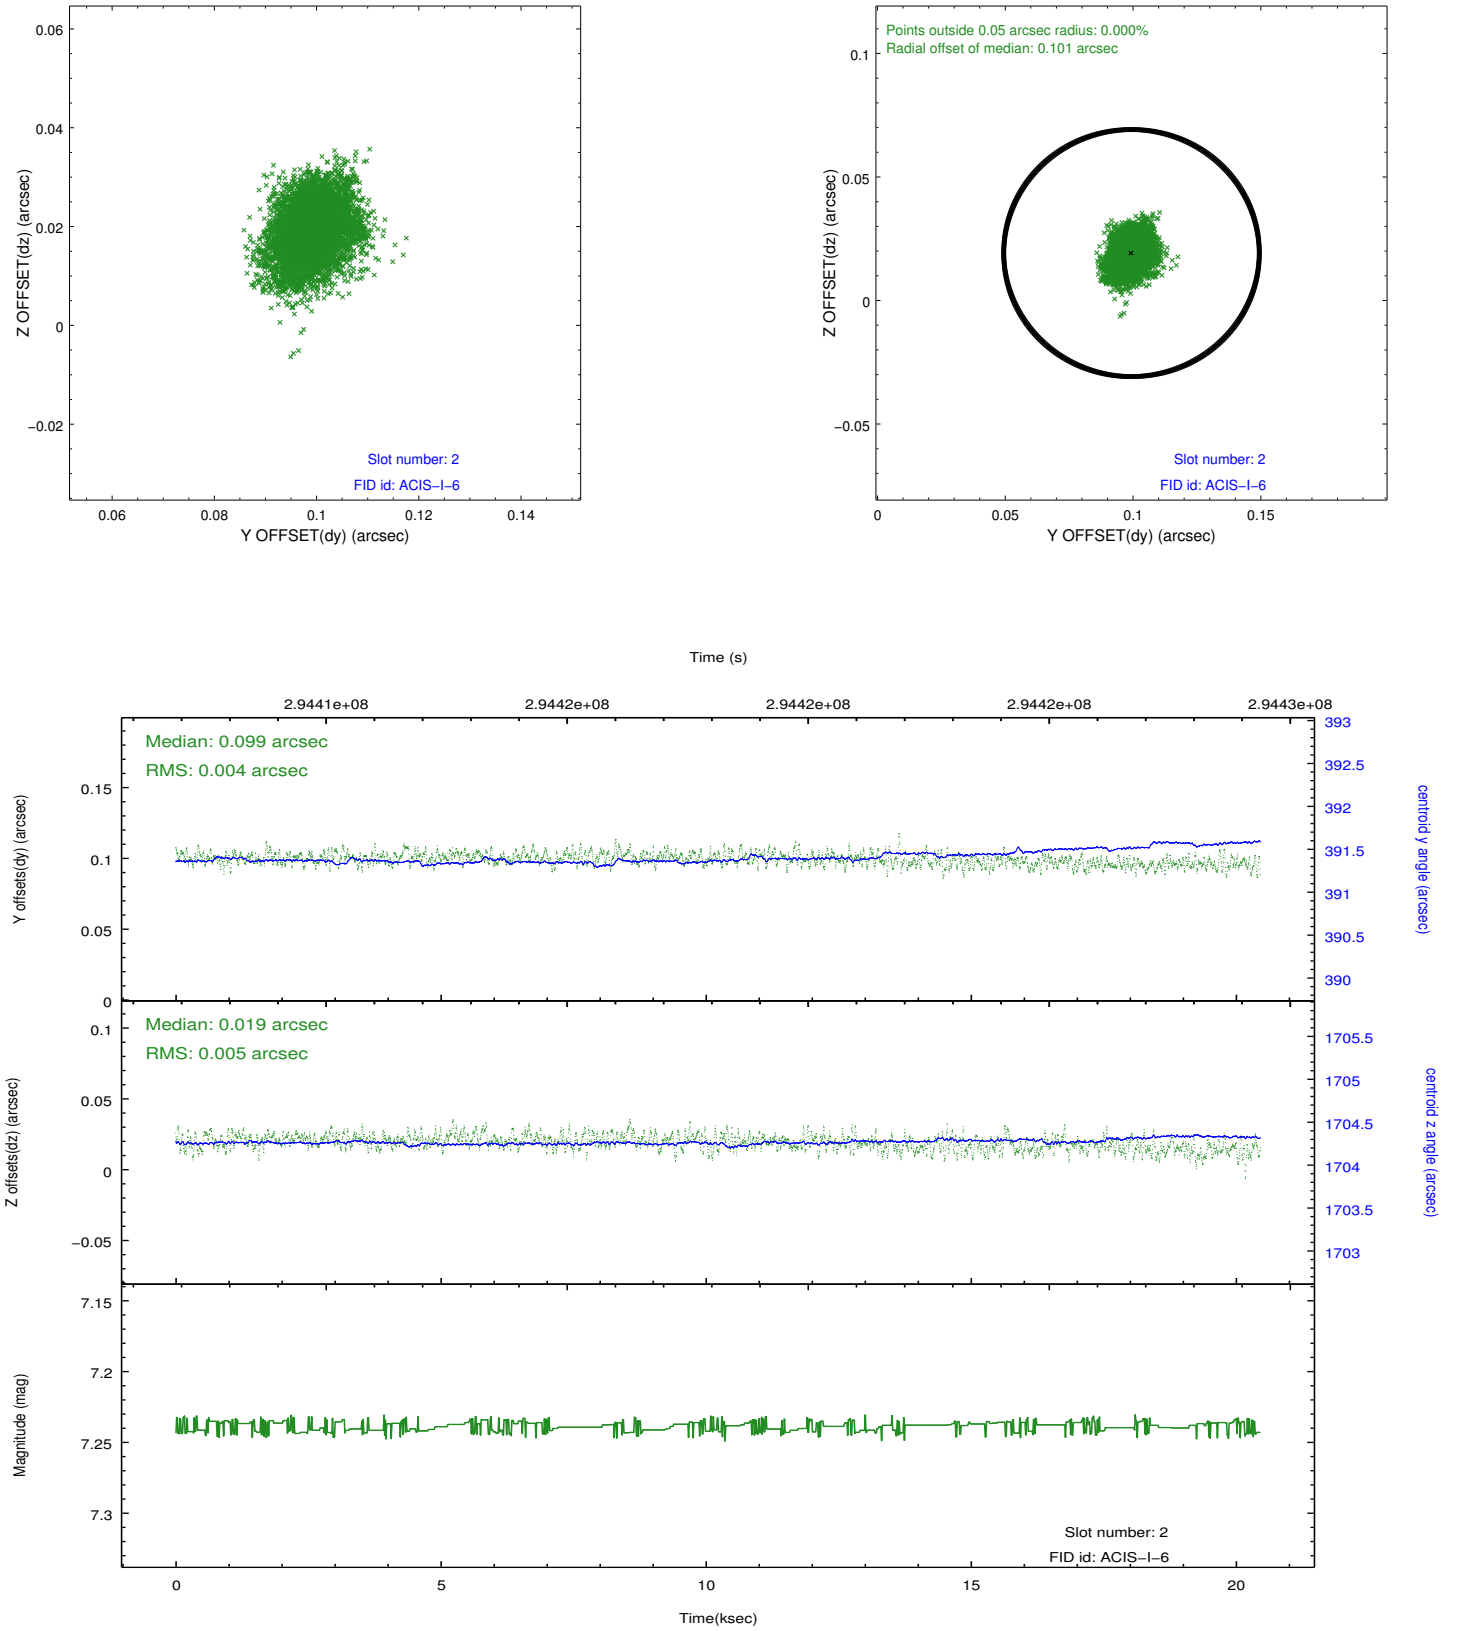 0.06
0.04
0.02
0
−0.02
Z OFFSET(dz) (arcsec)
Slot number: 2
FID id: ACIS−I−6
0.06 0.08 0.1 0.12 0.14
Y OFFSET(dy) (arcsec)
Points outside 0.05 arcsec radius: 0.000%
Radial offset of median: 0.101 arcsec
0.1
0.05
0
−0.05
Z OFFSET(dz) (arcsec)
Slot number: 2
FID id: ACIS−I−6
0 0.05 0.1 0.15
Y OFFSET(dy) (arcsec)
Time (s)
2.9441e+08 2.9442e+08 2.9442e+08 2.9442e+08 2.9443e+08
Median: 0.099 arcsec
RMS: 0.004 arcsec
0.15
0.1
0.05
0
Y offsets(dy) (arcsec)
393
392.5
392
391.5
391
390.5
390
centroid y angle (arcsec)
Median: 0.019 arcsec
RMS: 0.005 arcsec
0.1
0.05
0
−0.05
Z offsets(dz) (arcsec)
1705.5
1705
1704.5
1704
1703.5
1703
centroid z angle (arcsec)
7.15
7.2
7.25
7.3
Magnitude (mag)
Slot number: 2
FID id: ACIS−I−6
0 5 10 15 20
Time(ksec)